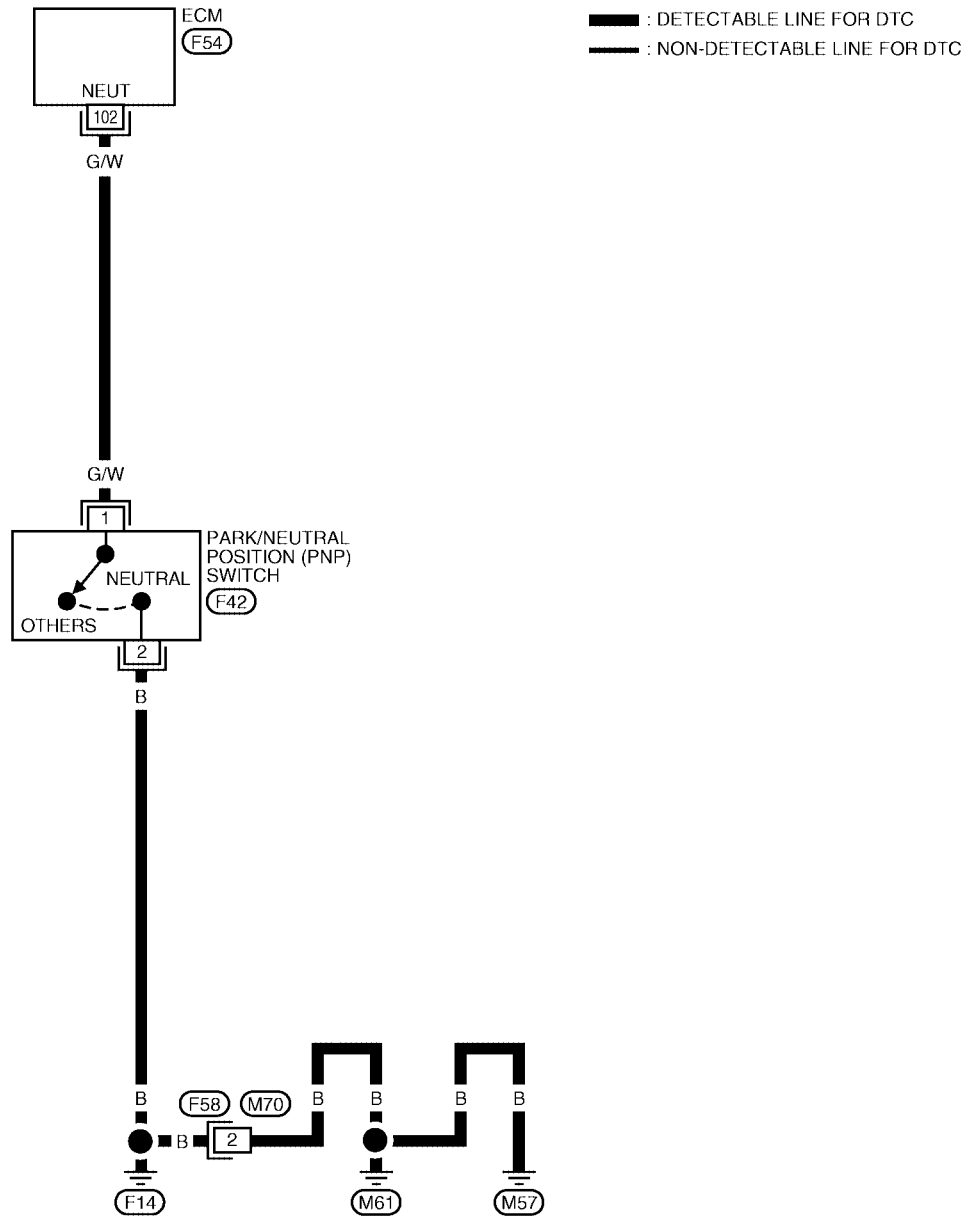 ECM
F54
: DETECTABLE LINE FOR DTC
: NON-DETECTABLE LINE FOR DTC
NEUT
102
G/W
G/W
1
PARK/NEUTRAL
POSITION (PNP)
SWITCH
F42
NEUTRAL
OTHERS
2
B
B
F58
M70
B
B
B
B
B
2
F14
M61
M57